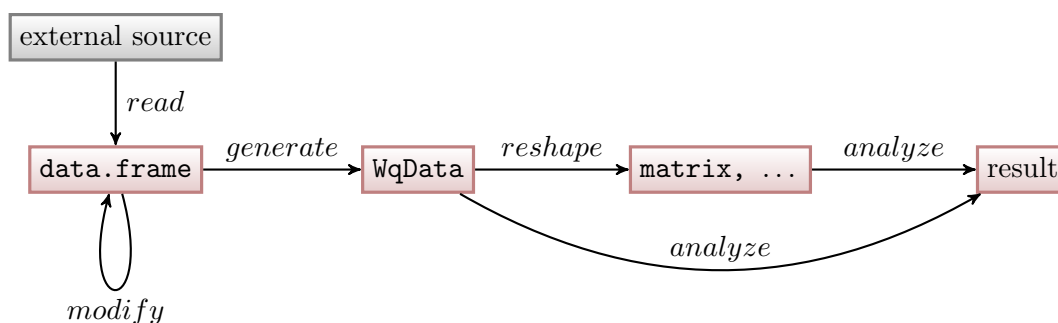 external source
read
generate
reshape
analyze
data.frame
WqData
matrix, ...
result
analyze
modify